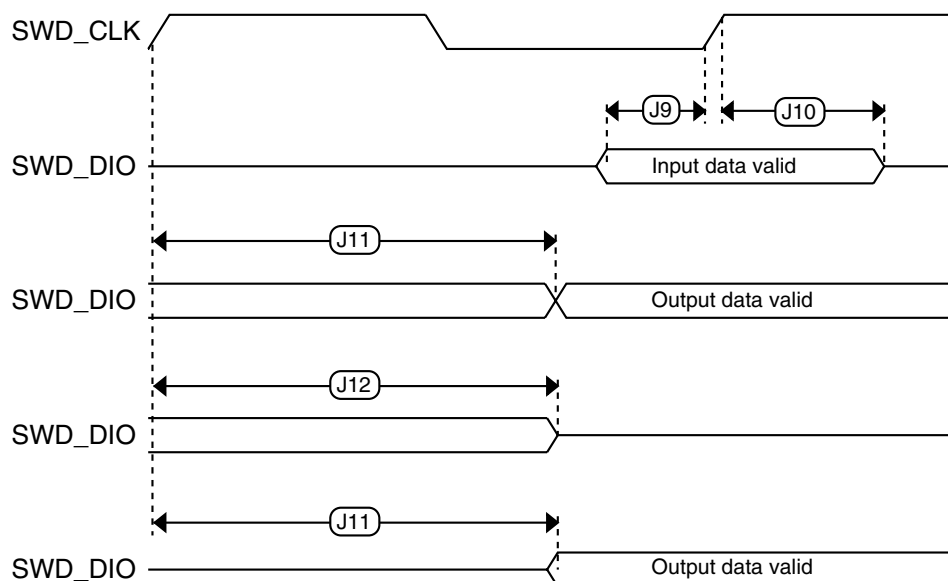 SWD_CLK
J9
J10
SWD_DIO
Input data valid
J11
SWD_DIO
Output data valid
J12
SWD_DIO
J11
SWD_DIO
Output data valid